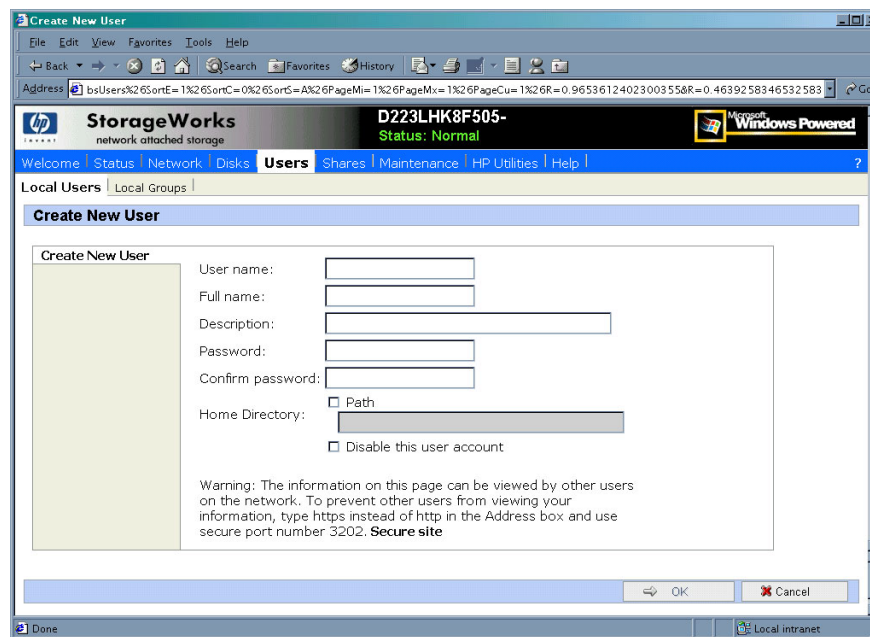 Create New User
File Edit View Favorites Tools Help
Back Search Favorites History
Address bsUsers%26SortE=1%26SortC=0%26SortS=A%26PageMi=1%26PageMx=1%26PageCu=1%26R=0.9653612402300355&R=0.46392583465325 83 Go
hp invent StorageWorks D223LHK8F505- Microsoft Windows Powered
network attached storage Status: Normal
Welcome Status Network Disks Users Shares Maintenance HP Utilities Help ?
Local Users Local Groups
Create New User
Create New User
User name:
Full name:
Description:
Password:
Confirm password:
Path
Home Directory:
Disable this user account
Warning: The information on this page can be viewed by other users
on the network. To prevent other users from viewing your
information, type https instead of http in the Address box and use
secure port number 3202. Secure site
OK Cancel
Done Local intranet